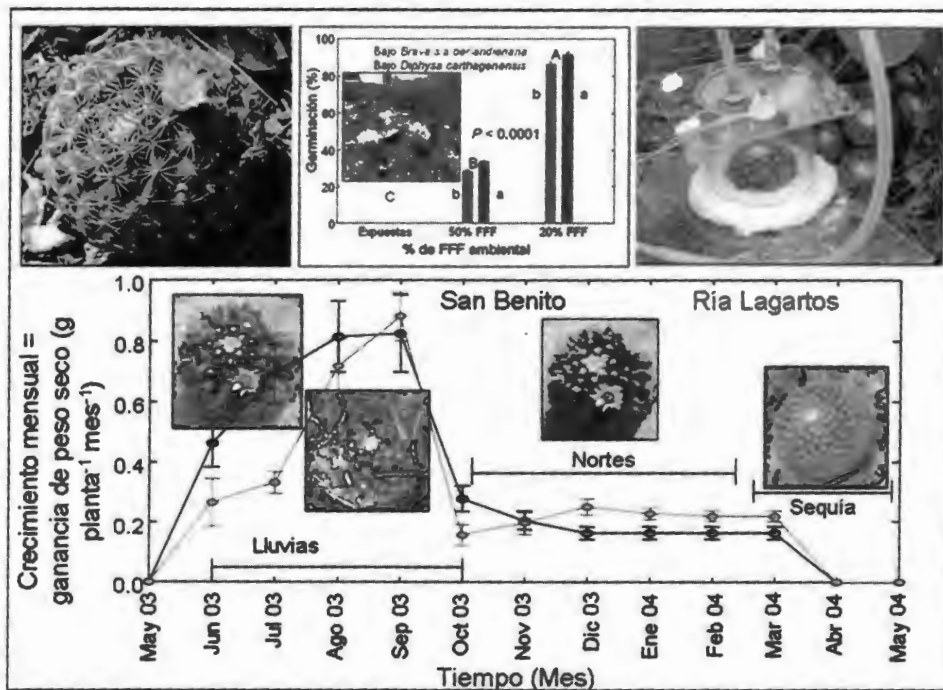 100
80
60
40
20
0
Germinación (%)
Bajo
Bajo Diphysa carthagenensis
P < 0.0001
A
b
a
B
b
a
C
Expuestas
50% FFF
20% FFF
% de FFF ambiental
San Benito
Ría Lagartos
1.0
0.8
0.6
0.4
0.2
0.0
Crecimiento mensual =
ganancia de peso seco (g
planta-1 mes-1)
Nortes
Sequía
Lluvias
May 03
Jun 03
Jul 03
Ago 03
Sep 03
Oct 03
Nov 03
Dic 03
Ene 04
Feb 04
Mar 04
Abr 04
May 04
Tiempo (Mes)